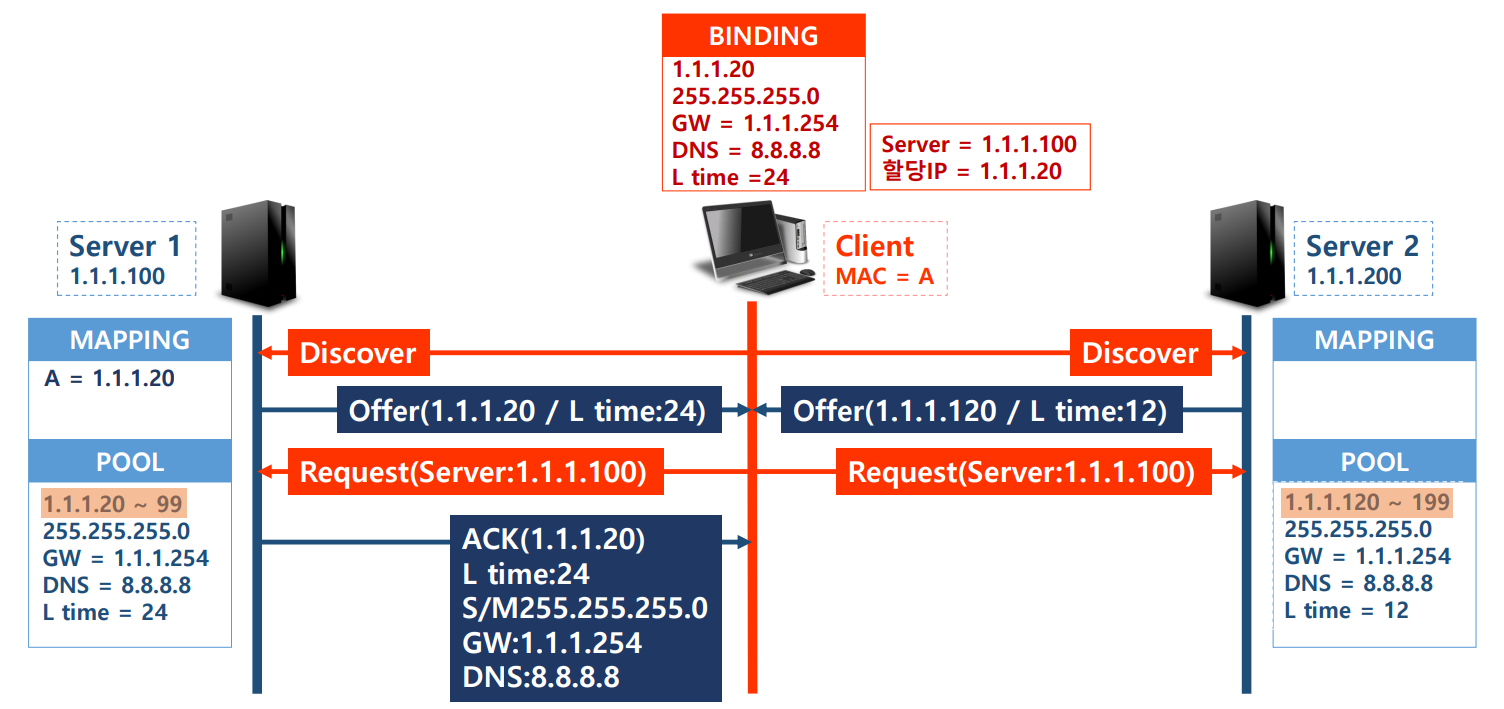 BINDING
1.1.1.20
255.255.255.0
GW = 1.1.1.254
DNS = 8.8.8.8
L time =24
Server = 1.1.1.100
할당IP = 1.1.1.20
Server 1
1.1.1.100
Client
MAC = A
Server 2
1.1.1.200
MAPPING
A = 1.1.1.20
POOL
1.1.1.20 ~ 99
255.255.255.0
GW = 1.1.1.254
DNS = 8.8.8.8
L time = 24
Discover
Discover
Offer(1.1.1.20 / L time:24)
Offer(1.1.1.120 / L time:12)
Request(Server:1.1.1.100)
Request(Server:1.1.1.100)
ACK(1.1.1.20)
L time:24
S/M255.255.255.0
GW:1.1.1.254
DNS:8.8.8.8
MAPPING
POOL
1.1.1.120 ~ 199
255.255.255.0
GW = 1.1.1.254
DNS = 8.8.8.8
L time = 12